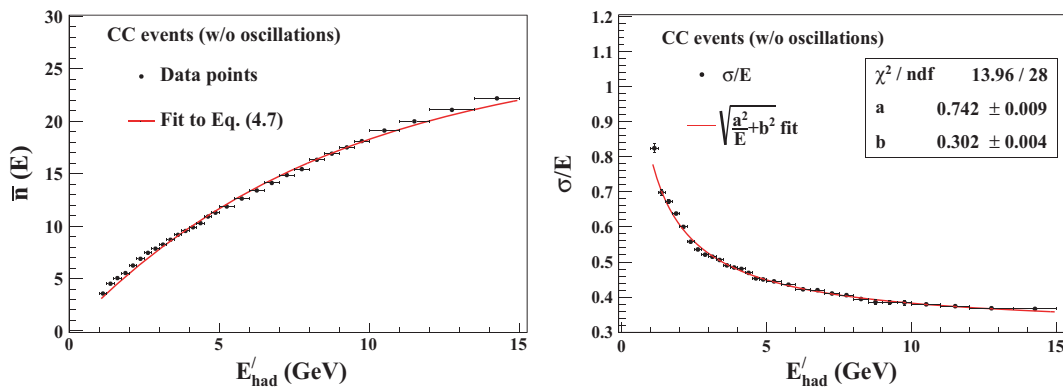 30
25
20
15
10
5
0
n̅ (E)
CC events (w/o oscillations)
Data points
Fit to Eq. (4.7)
0 5 10 15
E′had (GeV)
1.2
1.1
1
0.9
0.8
0.7
0.6
0.5
0.4
0.3
σ/E
CC events (w/o oscillations)
σ/E
√(a²/E+b²) fit
χ² / ndf 13.96 / 28
a 0.742 ± 0.009
b 0.302 ± 0.004
0 5 10 15
E′had (GeV)